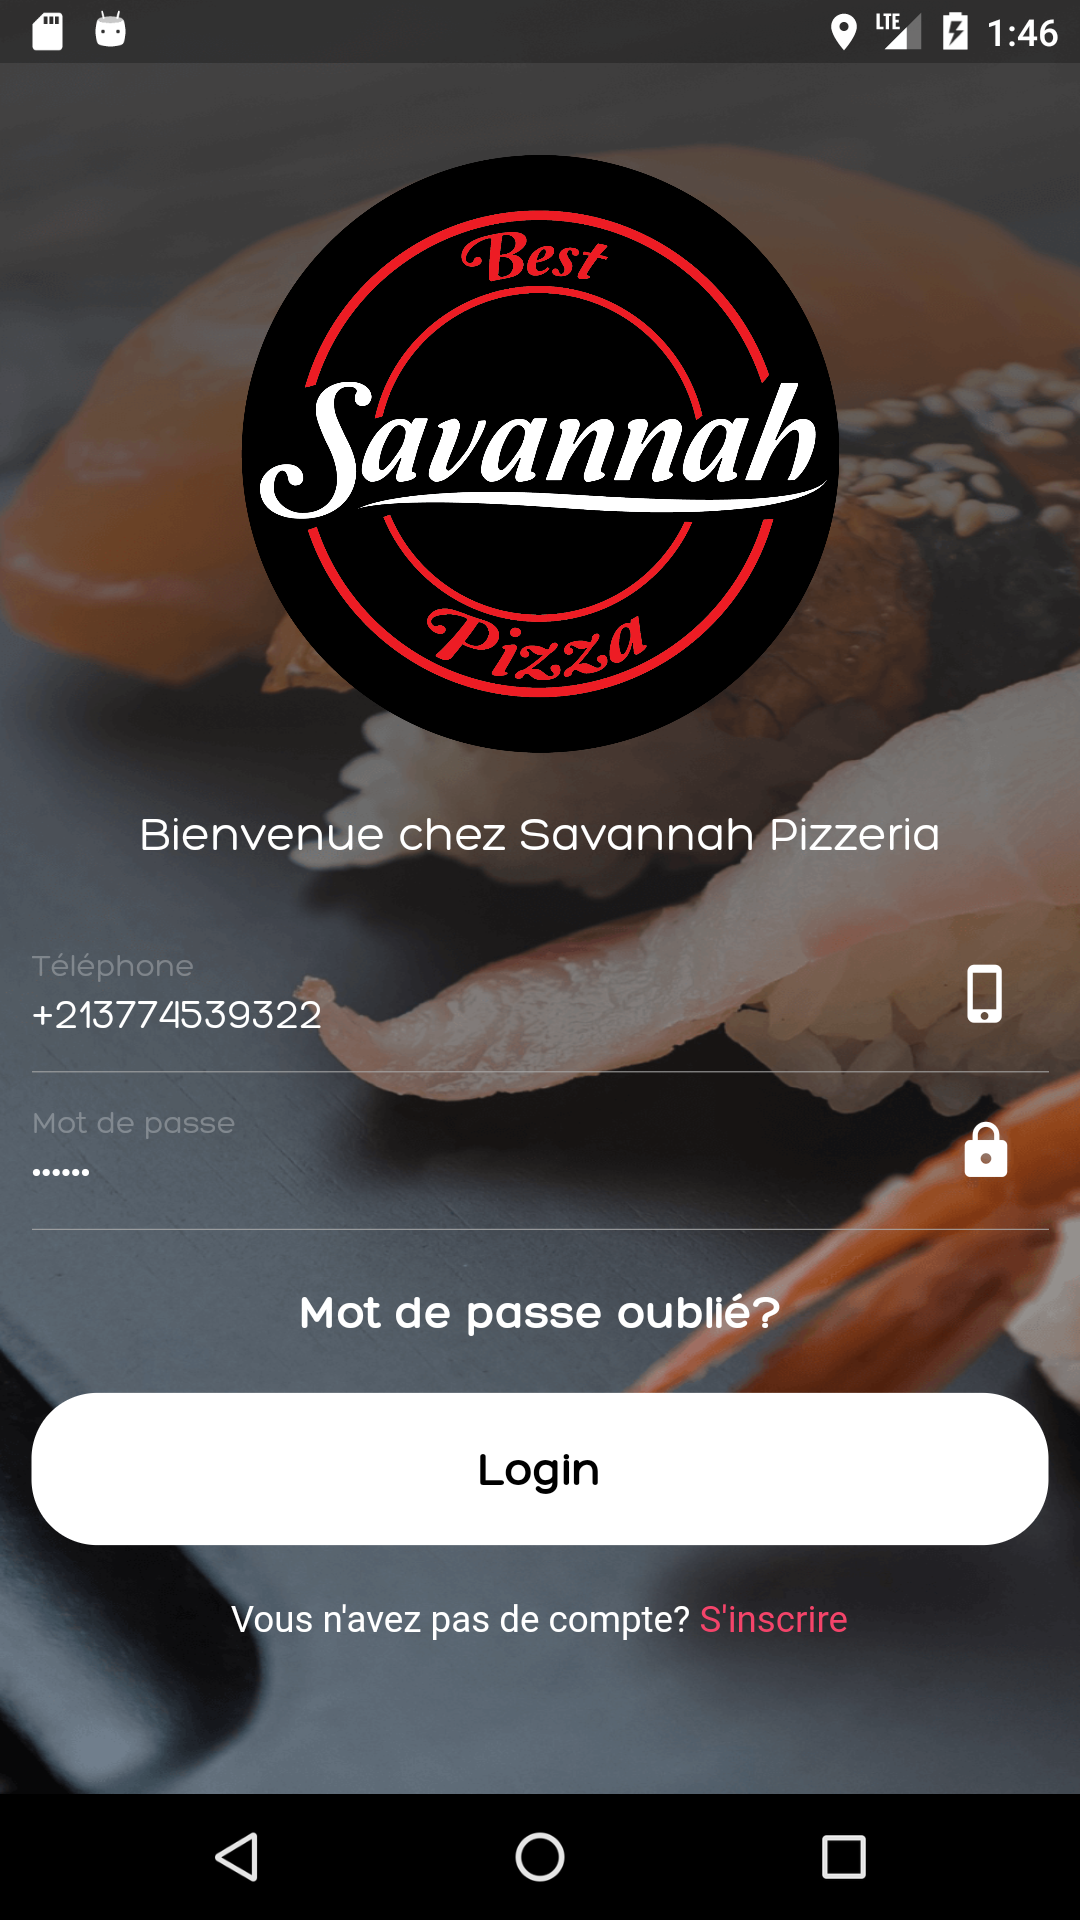 LTE 1:46
Best
Savannah
Pizza
Bienvenue chez Savannah Pizzeria
Téléphone
+213774539322
Mot de passe
••••••
Mot de passe oublié?
Login
Vous n'avez pas de compte? S'inscrire